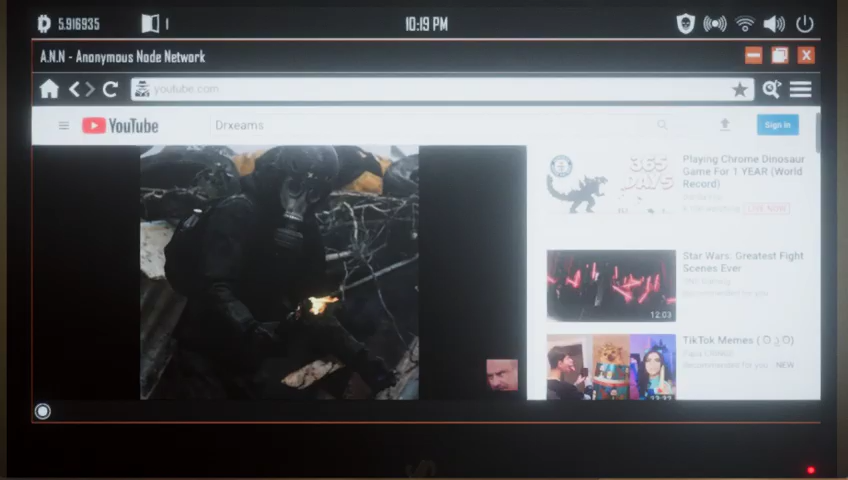 5.916935
1
10:19 PM
A.N.N - Anonymous Node Network
youtube.com
YouTube
Drxeams
Sign in
365
DAYS
Playing Chrome Dinosaur
Game For 1 YEAR (World
Record)
LIVE NOW
Star Wars. Greatest Fight
Scenes Ever
Recommended for you
12:03
TikTok Memes ( ʘ ͜ʖ ʘ)
Recommended for you
NEW